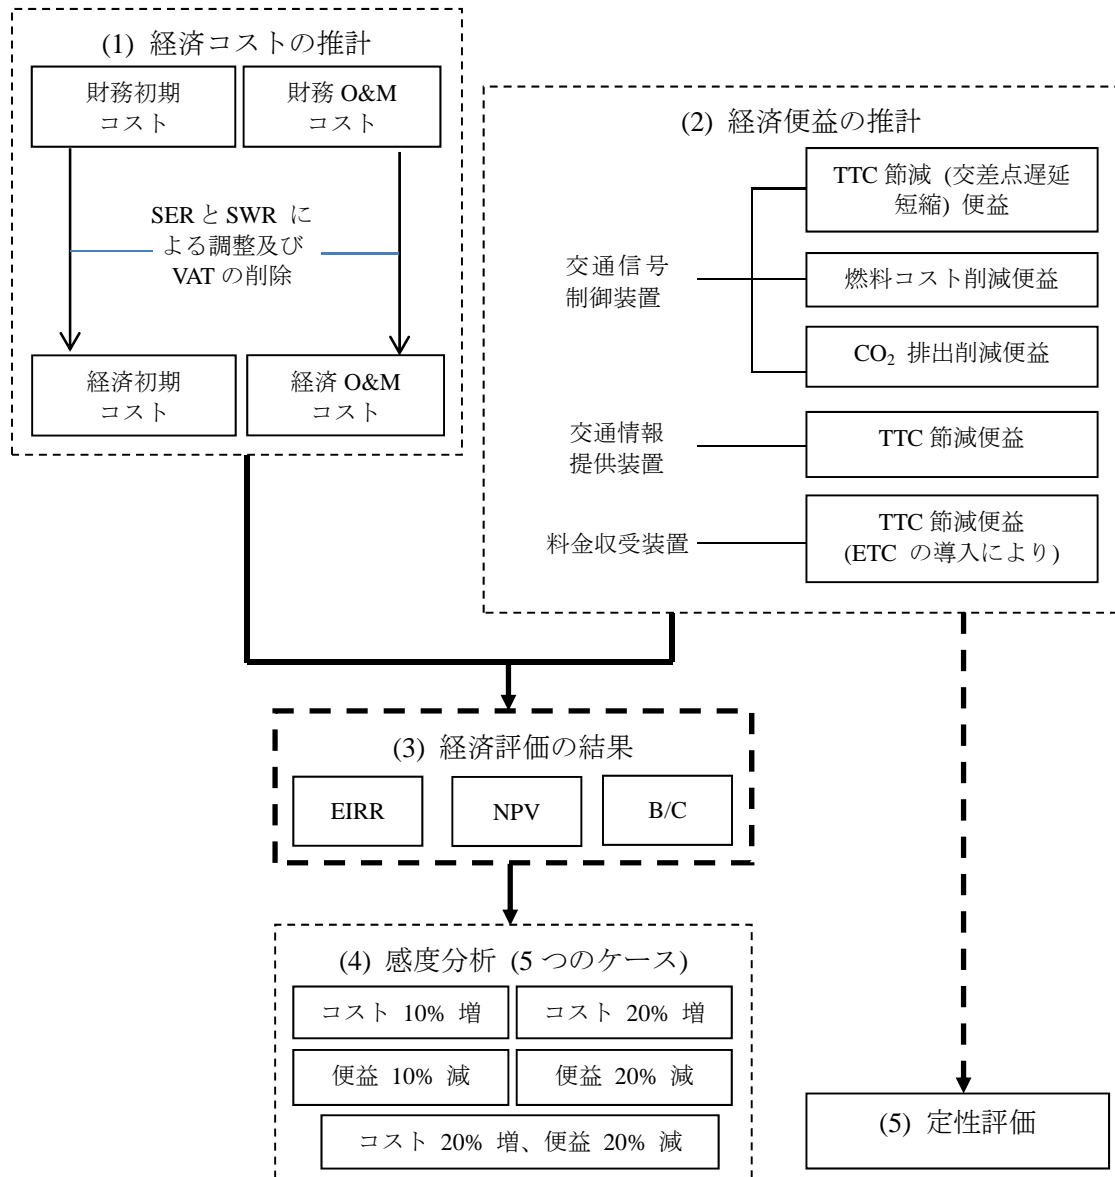 (1) 経済コストの推計
財務初期
コスト
財務 O&M
コスト
SER と SWR に
よる調整及び
VAT の削除
経済初期
コスト
経済 O&M
コスト
(2) 経済便益の推計
交通信号
制御装置
TTC 節減 (交差点遅延
短縮) 便益
燃料コスト削減便益
CO₂ 排出削減便益
交通情報
提供装置
TTC 節減便益
料金収受装置
TTC 節減便益
(ETC の導入により)
(3) 経済評価の結果
EIRR
NPV
B/C
(4) 感度分析 (5 つのケース)
コスト 10% 増
コスト 20% 増
便益 10% 減
便益 20% 減
コスト 20% 増、便益 20% 減
(5) 定性評価